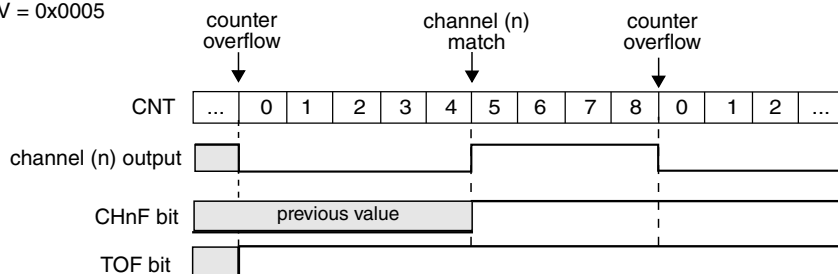 V = 0x0005
counter overflow
channel (n) match
counter overflow
CNT ... 0 1 2 3 4 5 6 7 8 0 1 2 ...
channel (n) output
CHnF bit previous value
TOF bit